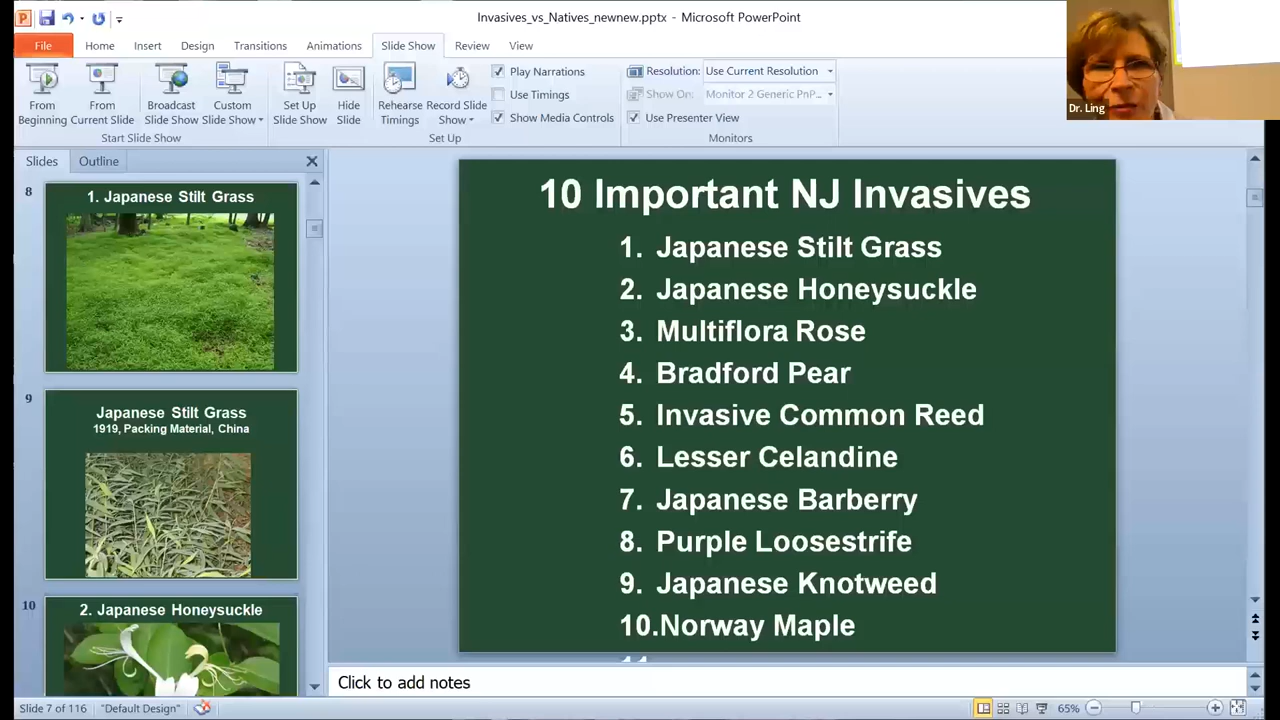 Invasives_vs_Natives_newnew.pptx - Microsoft PowerPoint
File Home Insert Design Transitions Animations Slide Show Review View
From Beginning
From Current Slide
Broadcast Slide Show
Custom Slide Show
Start Slide Show
Set Up Slide Show
Hide Slide
Rehearse Timings
Record Slide Show
Play Narrations
Use Timings
Show Media Controls
Set Up
Resolution: Use Current Resolution
Show On: Monitor 2 Generic PnP...
Use Presenter View
Monitors
Dr. Ling
Slides Outline
8
1. Japanese Stilt Grass
9
Japanese Stilt Grass
1919, Packing Material, China
10
2. Japanese Honeysuckle
10 Important NJ Invasives
1. Japanese Stilt Grass
2. Japanese Honeysuckle
3. Multiflora Rose
4. Bradford Pear
5. Invasive Common Reed
6. Lesser Celandine
7. Japanese Barberry
8. Purple Loosestrife
9. Japanese Knotweed
10.Norway Maple
Click to add notes
Slide 7 of 116 "Default Design" 65%